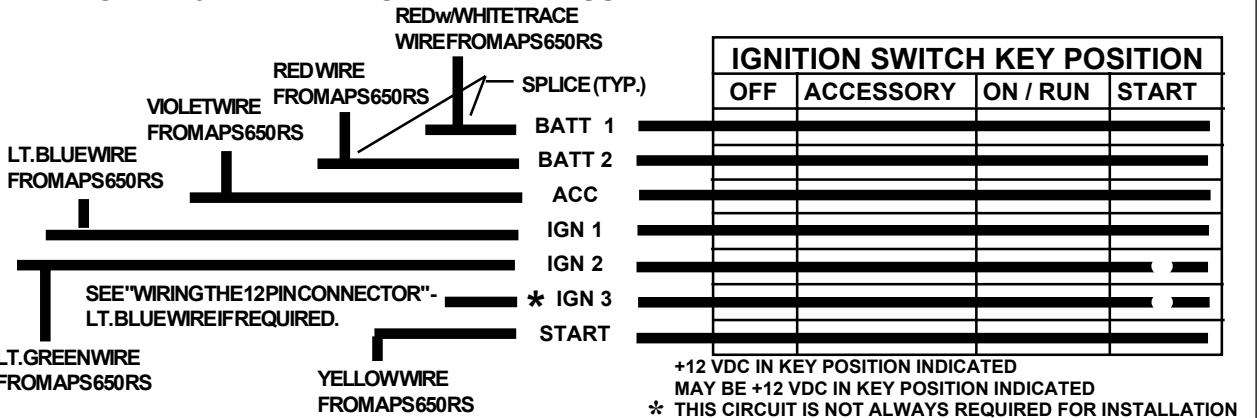 REDw/WHITETRACE
WIREFROMAPS650RS
REDWIRE
FROMAPS650RS
SPLICE(TYP.)
VIOLETWIRE
FROMAPS650RS
LT.BLUEWIRE
FROMAPS650RS
BATT 1
BATT 2
ACC
IGN 1
IGN 2
SEE"WIRINGTHE12PINCONNECTOR"-
LT.BLUEWIREIFREQUIRED.
* IGN 3
START
LT.GREENWIRE
FROMAPS650RS
YELLOWWIRE
FROMAPS650RS
IGNITION SWITCH KEY POSITION
OFF ACCESSORY ON / RUN START
+12 VDC IN KEY POSITION INDICATED
MAY BE +12 VDC IN KEY POSITION INDICATED
* THIS CIRCUIT IS NOT ALWAYS REQUIRED FOR INSTALLATION